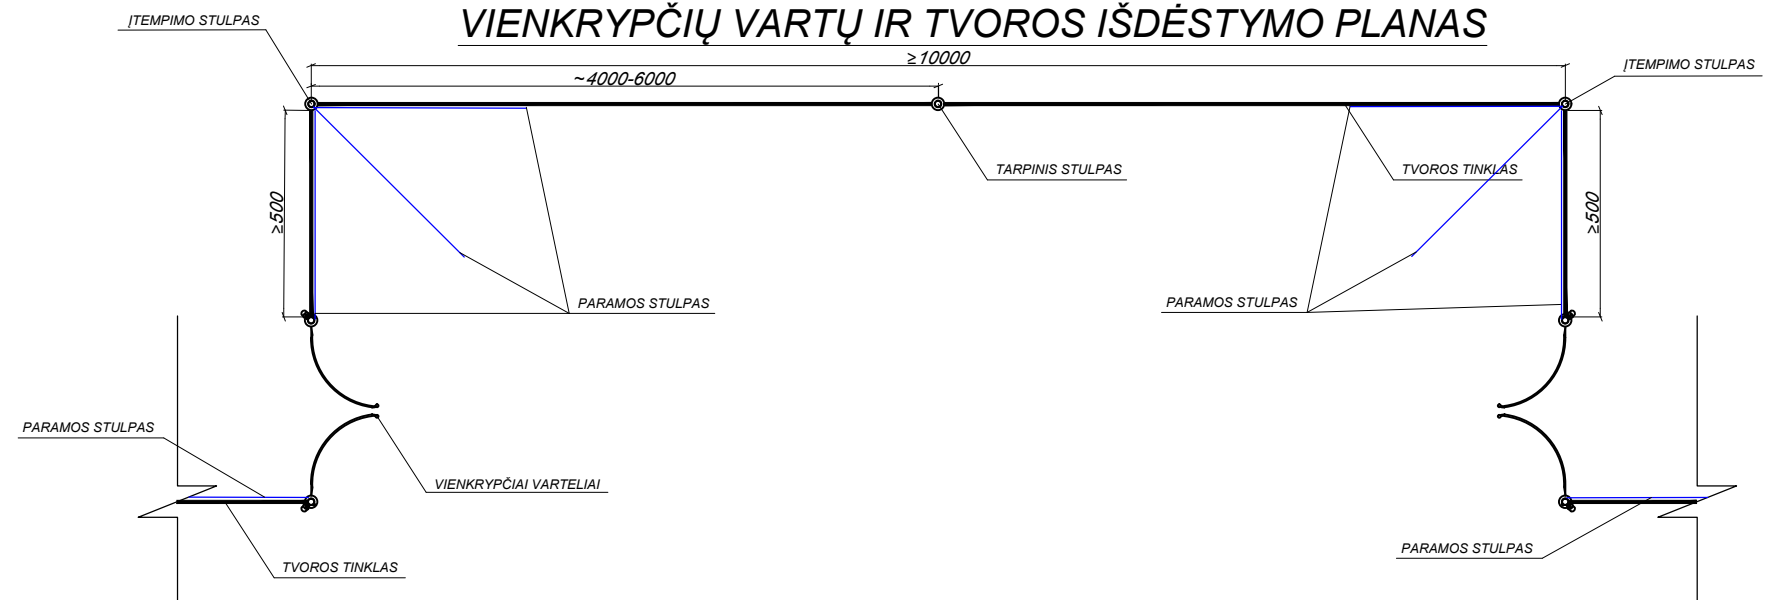 VIENKRYPČIŲ VARTŲ IR TVOROS IŠDĖSTYMO PLANAS
ĮTEMPIMO STULPAS
≥10000
ĮTEMPIMO STULPAS
~4000-6000
TARPINIS STULPAS
TVOROS TINKLAS
≥500
≥500
PARAMOS STULPAS
PARAMOS STULPAS
PARAMOS STULPAS
VIENKRYPČIAI VARTELIAI
PARAMOS STULPAS
TVOROS TINKLAS